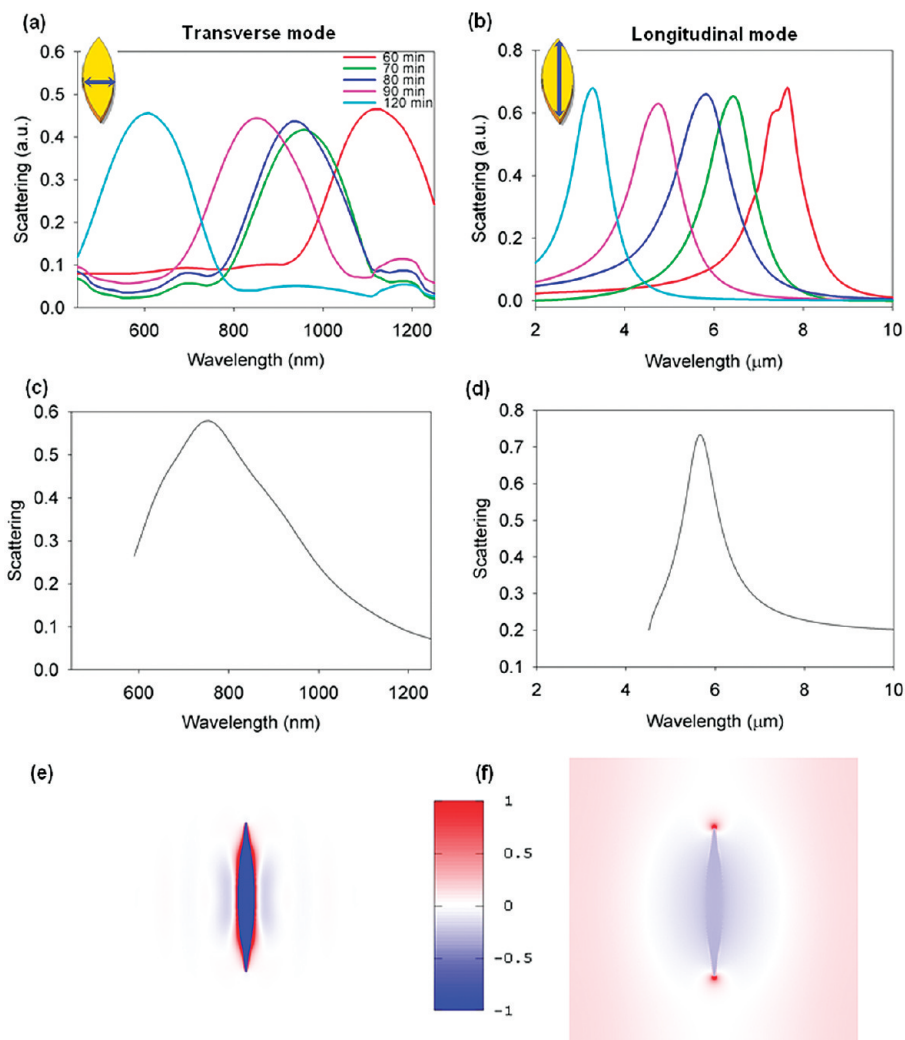 (a)
Transverse mode
0.6
0.5
0.4
0.3
0.2
0.1
0.0
Scattering (a.u.)
60 min
70 min
80 min
90 min
120 min
600 800 1000 1200
Wavelength (nm)
(b)
Longitudinal mode
0.8
0.6
0.4
0.2
0.0
Scattering (a.u.)
2 4 6 8 10
Wavelength (μm)
(c)
0.6
0.5
0.4
0.3
0.2
0.1
0.0
Scattering
600 800 1000 1200
Wavelength (nm)
(d)
0.8
0.7
0.6
0.5
0.4
0.3
0.2
0.1
Scattering
2 4 6 8 10
Wavelength (μm)
(e)
1
0.5
0
-0.5
-1
(f)